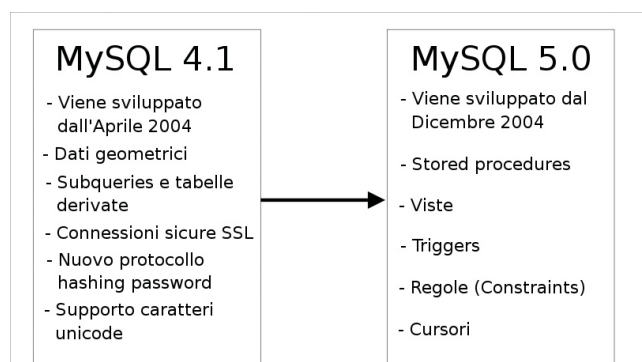 MySQL 4.1
- Viene sviluppato
dall'Aprile 2004
- Dati geometrici
- Subqueries e tabelle
derivate
- Connessioni sicure SSL
- Nuovo protocollo
hashing password
- Supporto caratteri
unicode
MySQL 5.0
- Viene sviluppato dal
Dicembre 2004
- Stored procedures
- Viste
- Triggers
- Regole (Constraints)
- Cursori